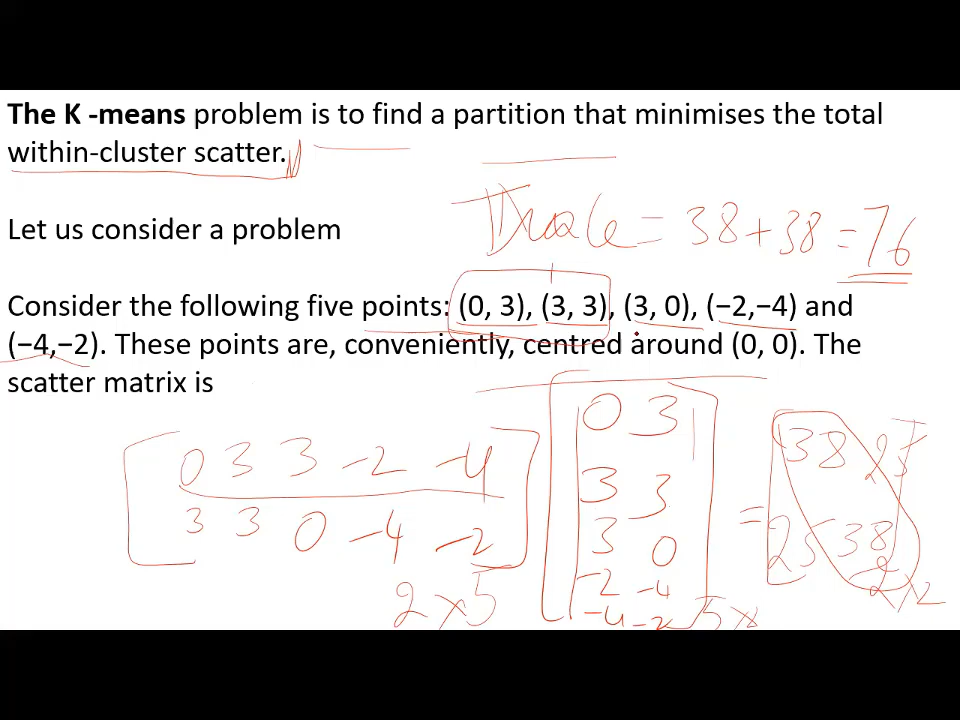 The K -means problem is to find a partition that minimises the total
within-cluster scatter.
= 38 + 38 = 76
Let us consider a problem
Consider the following five points: (0, 3), (3, 3), (3, 0), (−2,−4) and
(−4,−2). These points are, conveniently, centred around (0, 0). The
scatter matrix is
0 3 3 -2 -4
3 3 0 -4 -2
2 x 5
0 3
3 3
3 0
-2 -4
-4 -2
5 x
=
38 25
25 38
2 x 2